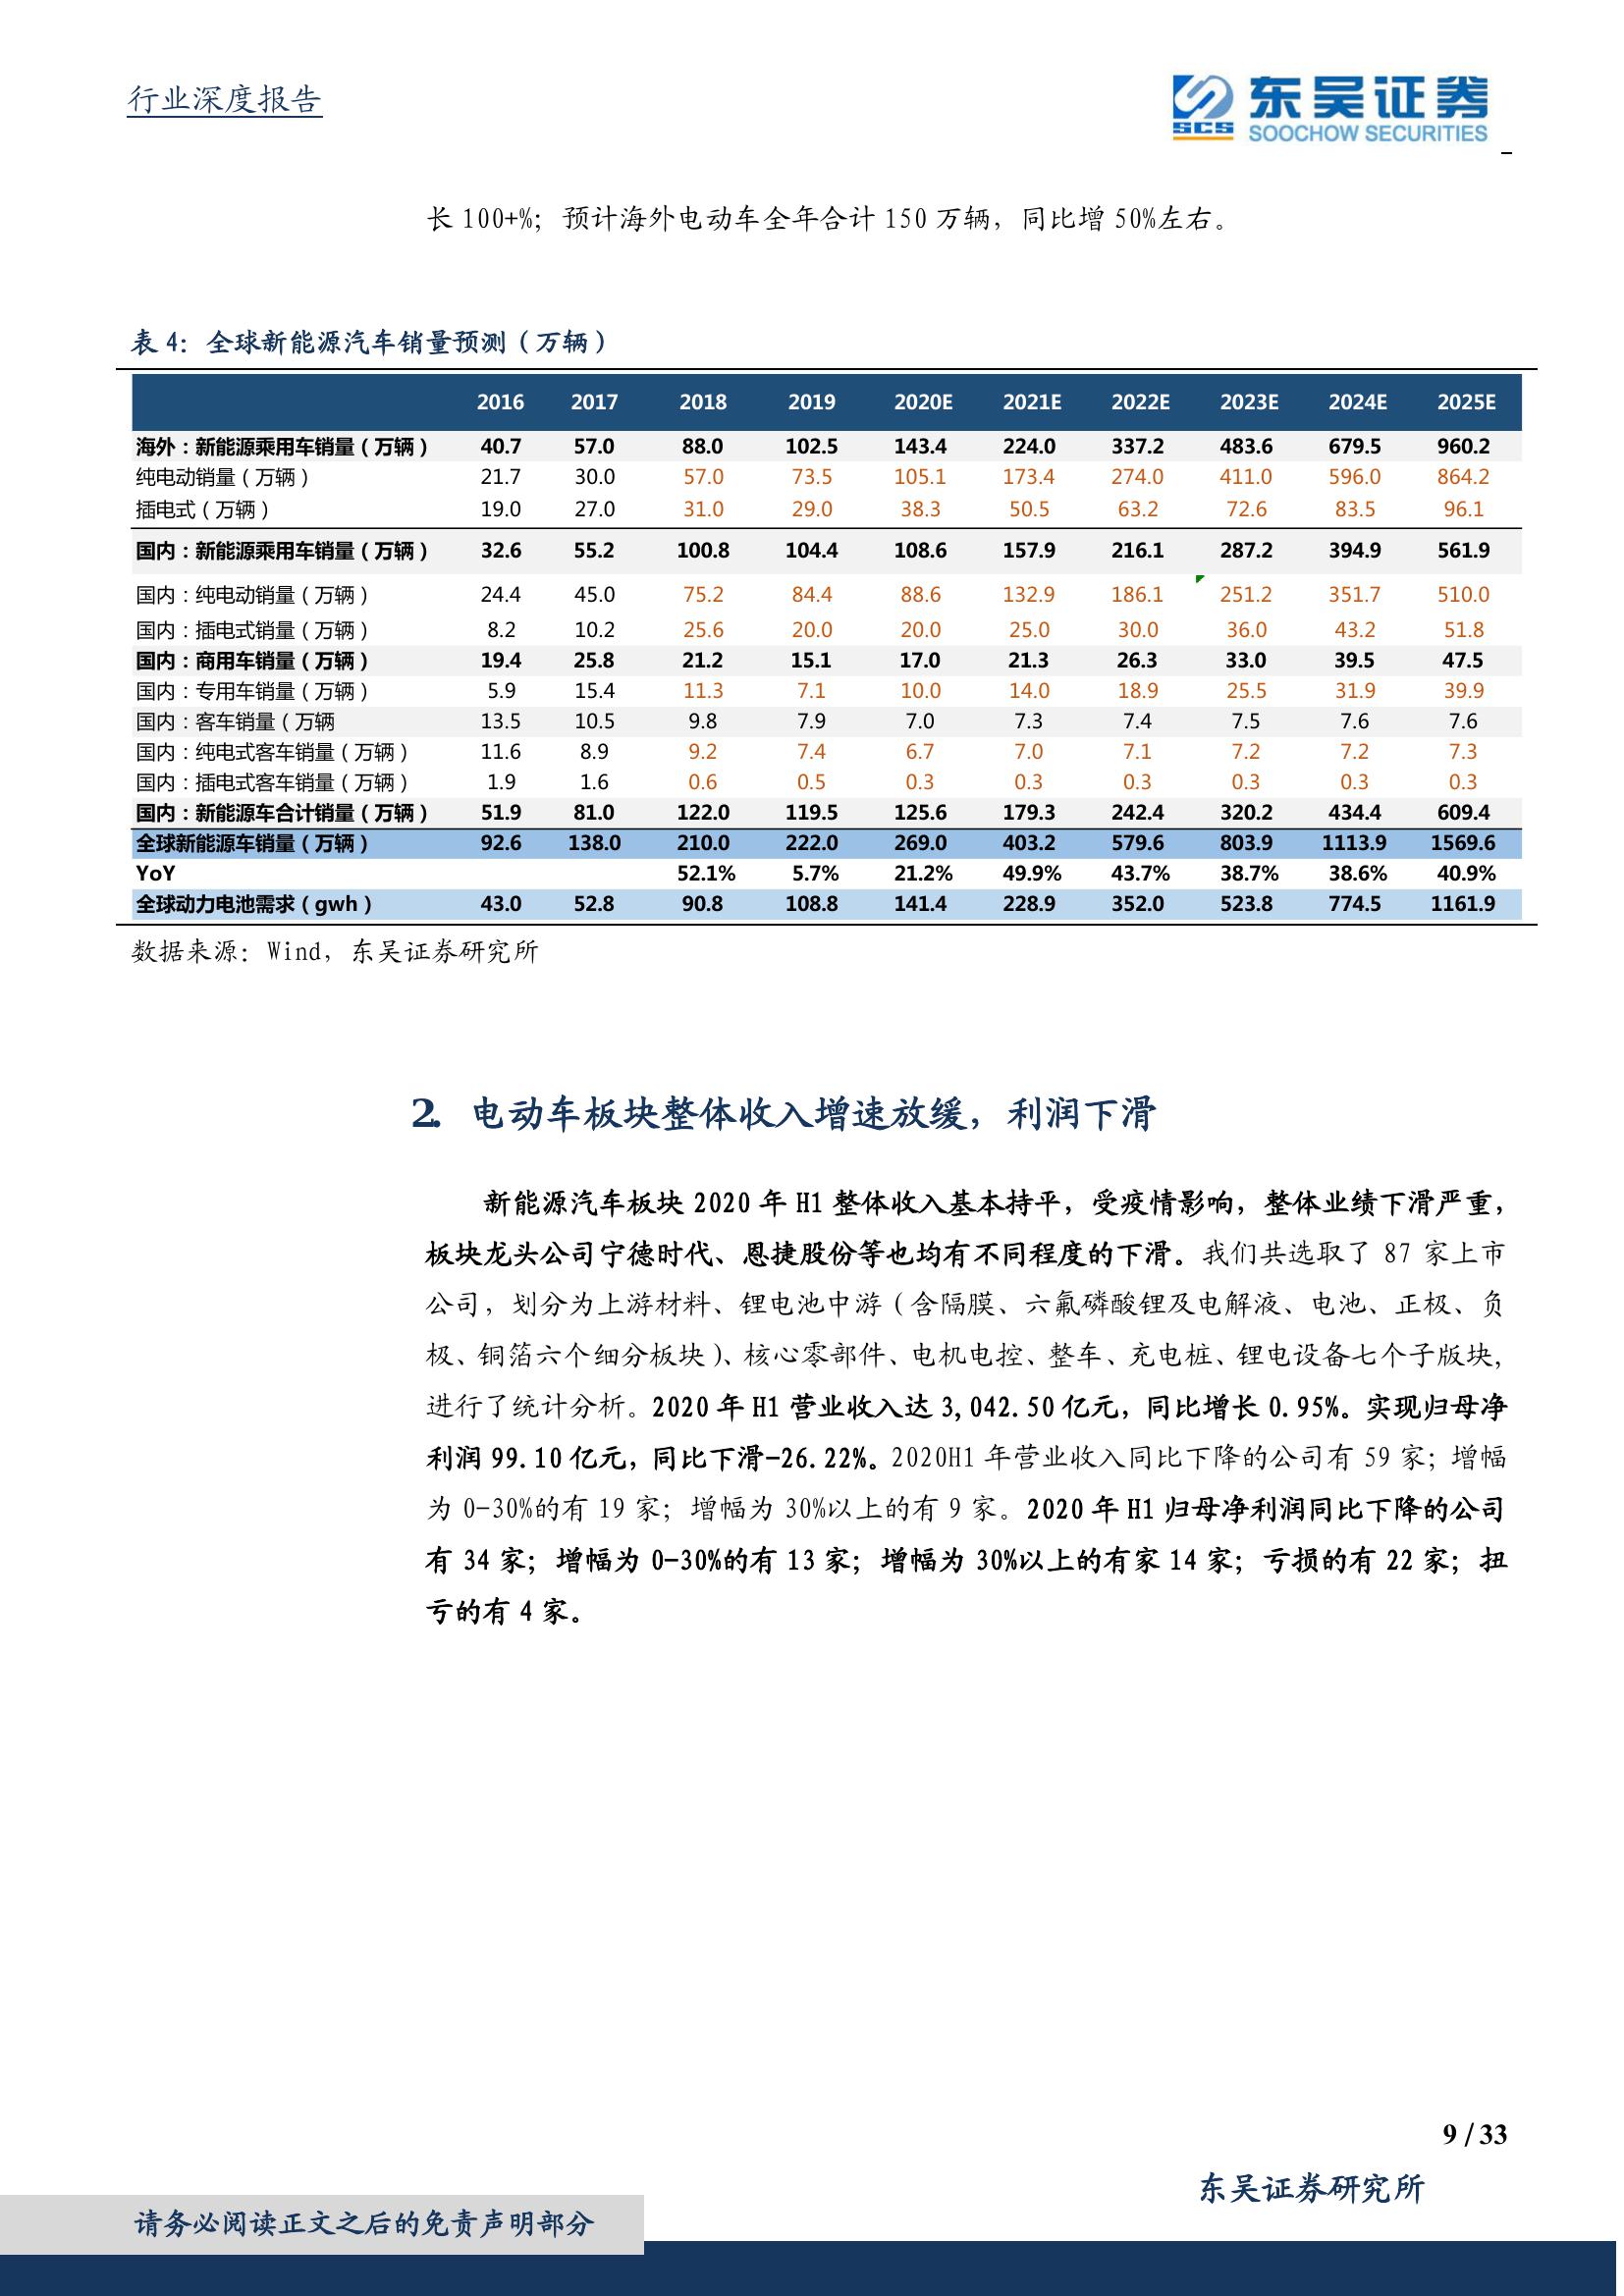 行业深度报告
SCS 东吴证券
SOOCHOW SECURITIES
长 100+%；预计海外电动车全年合计 150 万辆，同比增 50%左右。
表 4：全球新能源汽车销量预测（万辆）
2016 2017 2018 2019 2020E 2021E 2022E 2023E 2024E 2025E
海外：新能源乘用车销量（万辆） 40.7 57.0 88.0 102.5 143.4 224.0 337.2 483.6 679.5 960.2
纯电动销量（万辆） 21.7 30.0 57.0 73.5 105.1 173.4 274.0 411.0 596.0 864.2
插电式（万辆） 19.0 27.0 31.0 29.0 38.3 50.5 63.2 72.6 83.5 96.1
国内：新能源乘用车销量（万辆） 32.6 55.2 100.8 104.4 108.6 157.9 216.1 287.2 394.9 561.9
国内：纯电动销量（万辆） 24.4 45.0 75.2 84.4 88.6 132.9 186.1 251.2 351.7 510.0
国内：插电式销量（万辆） 8.2 10.2 25.6 20.0 20.0 25.0 30.0 36.0 43.2 51.8
国内：商用车销量（万辆） 19.4 25.8 21.2 15.1 17.0 21.3 26.3 33.0 39.5 47.5
国内：专用车销量（万辆） 5.9 15.4 11.3 7.1 10.0 14.0 18.9 25.5 31.9 39.9
国内：客车销量（万辆 13.5 10.5 9.8 7.9 7.0 7.3 7.4 7.5 7.6 7.6
国内：纯电式客车销量（万辆） 11.6 8.9 9.2 7.4 6.7 7.0 7.1 7.2 7.2 7.3
国内：插电式客车销量（万辆） 1.9 1.6 0.6 0.5 0.3 0.3 0.3 0.3 0.3 0.3
国内：新能源车合计销量（万辆） 51.9 81.0 122.0 119.5 125.6 179.3 242.4 320.2 434.4 609.4
全球新能源车销量（万辆） 92.6 138.0 210.0 222.0 269.0 403.2 579.6 803.9 1113.9 1569.6
YoY 52.1% 5.7% 21.2% 49.9% 43.7% 38.7% 38.6% 40.9%
全球动力电池需求（gwh） 43.0 52.8 90.8 108.8 141.4 228.9 352.0 523.8 774.5 1161.9
数据来源：Wind，东吴证券研究所
2. 电动车板块整体收入增速放缓，利润下滑
新能源汽车板块 2020 年 H1 整体收入基本持平，受疫情影响，整体业绩下滑严重，
板块龙头公司宁德时代、恩捷股份等也均有不同程度的下滑。我们共选取了 87 家上市
公司，划分为上游材料、锂电池中游（含隔膜、六氟磷酸锂及电解液、电池、正极、负
极、铜箔六个细分板块）、核心零部件、电机电控、整车、充电桩、锂电设备七个子版块，
进行了统计分析。2020 年 H1 营业收入达 3,042.50 亿元，同比增长 0.95%。实现归母净
利润 99.10 亿元，同比下滑-26.22%。2020H1 年营业收入同比下降的公司有 59 家；增幅
为 0-30%的有 19 家；增幅为 30%以上的有 9 家。2020 年 H1 归母净利润同比下降的公司
有 34 家；增幅为 0-30%的有 13 家；增幅为 30%以上的有家 14 家；亏损的有 22 家；扭
亏的有 4 家。
9 / 33
东吴证券研究所
请务必阅读正文之后的免责声明部分